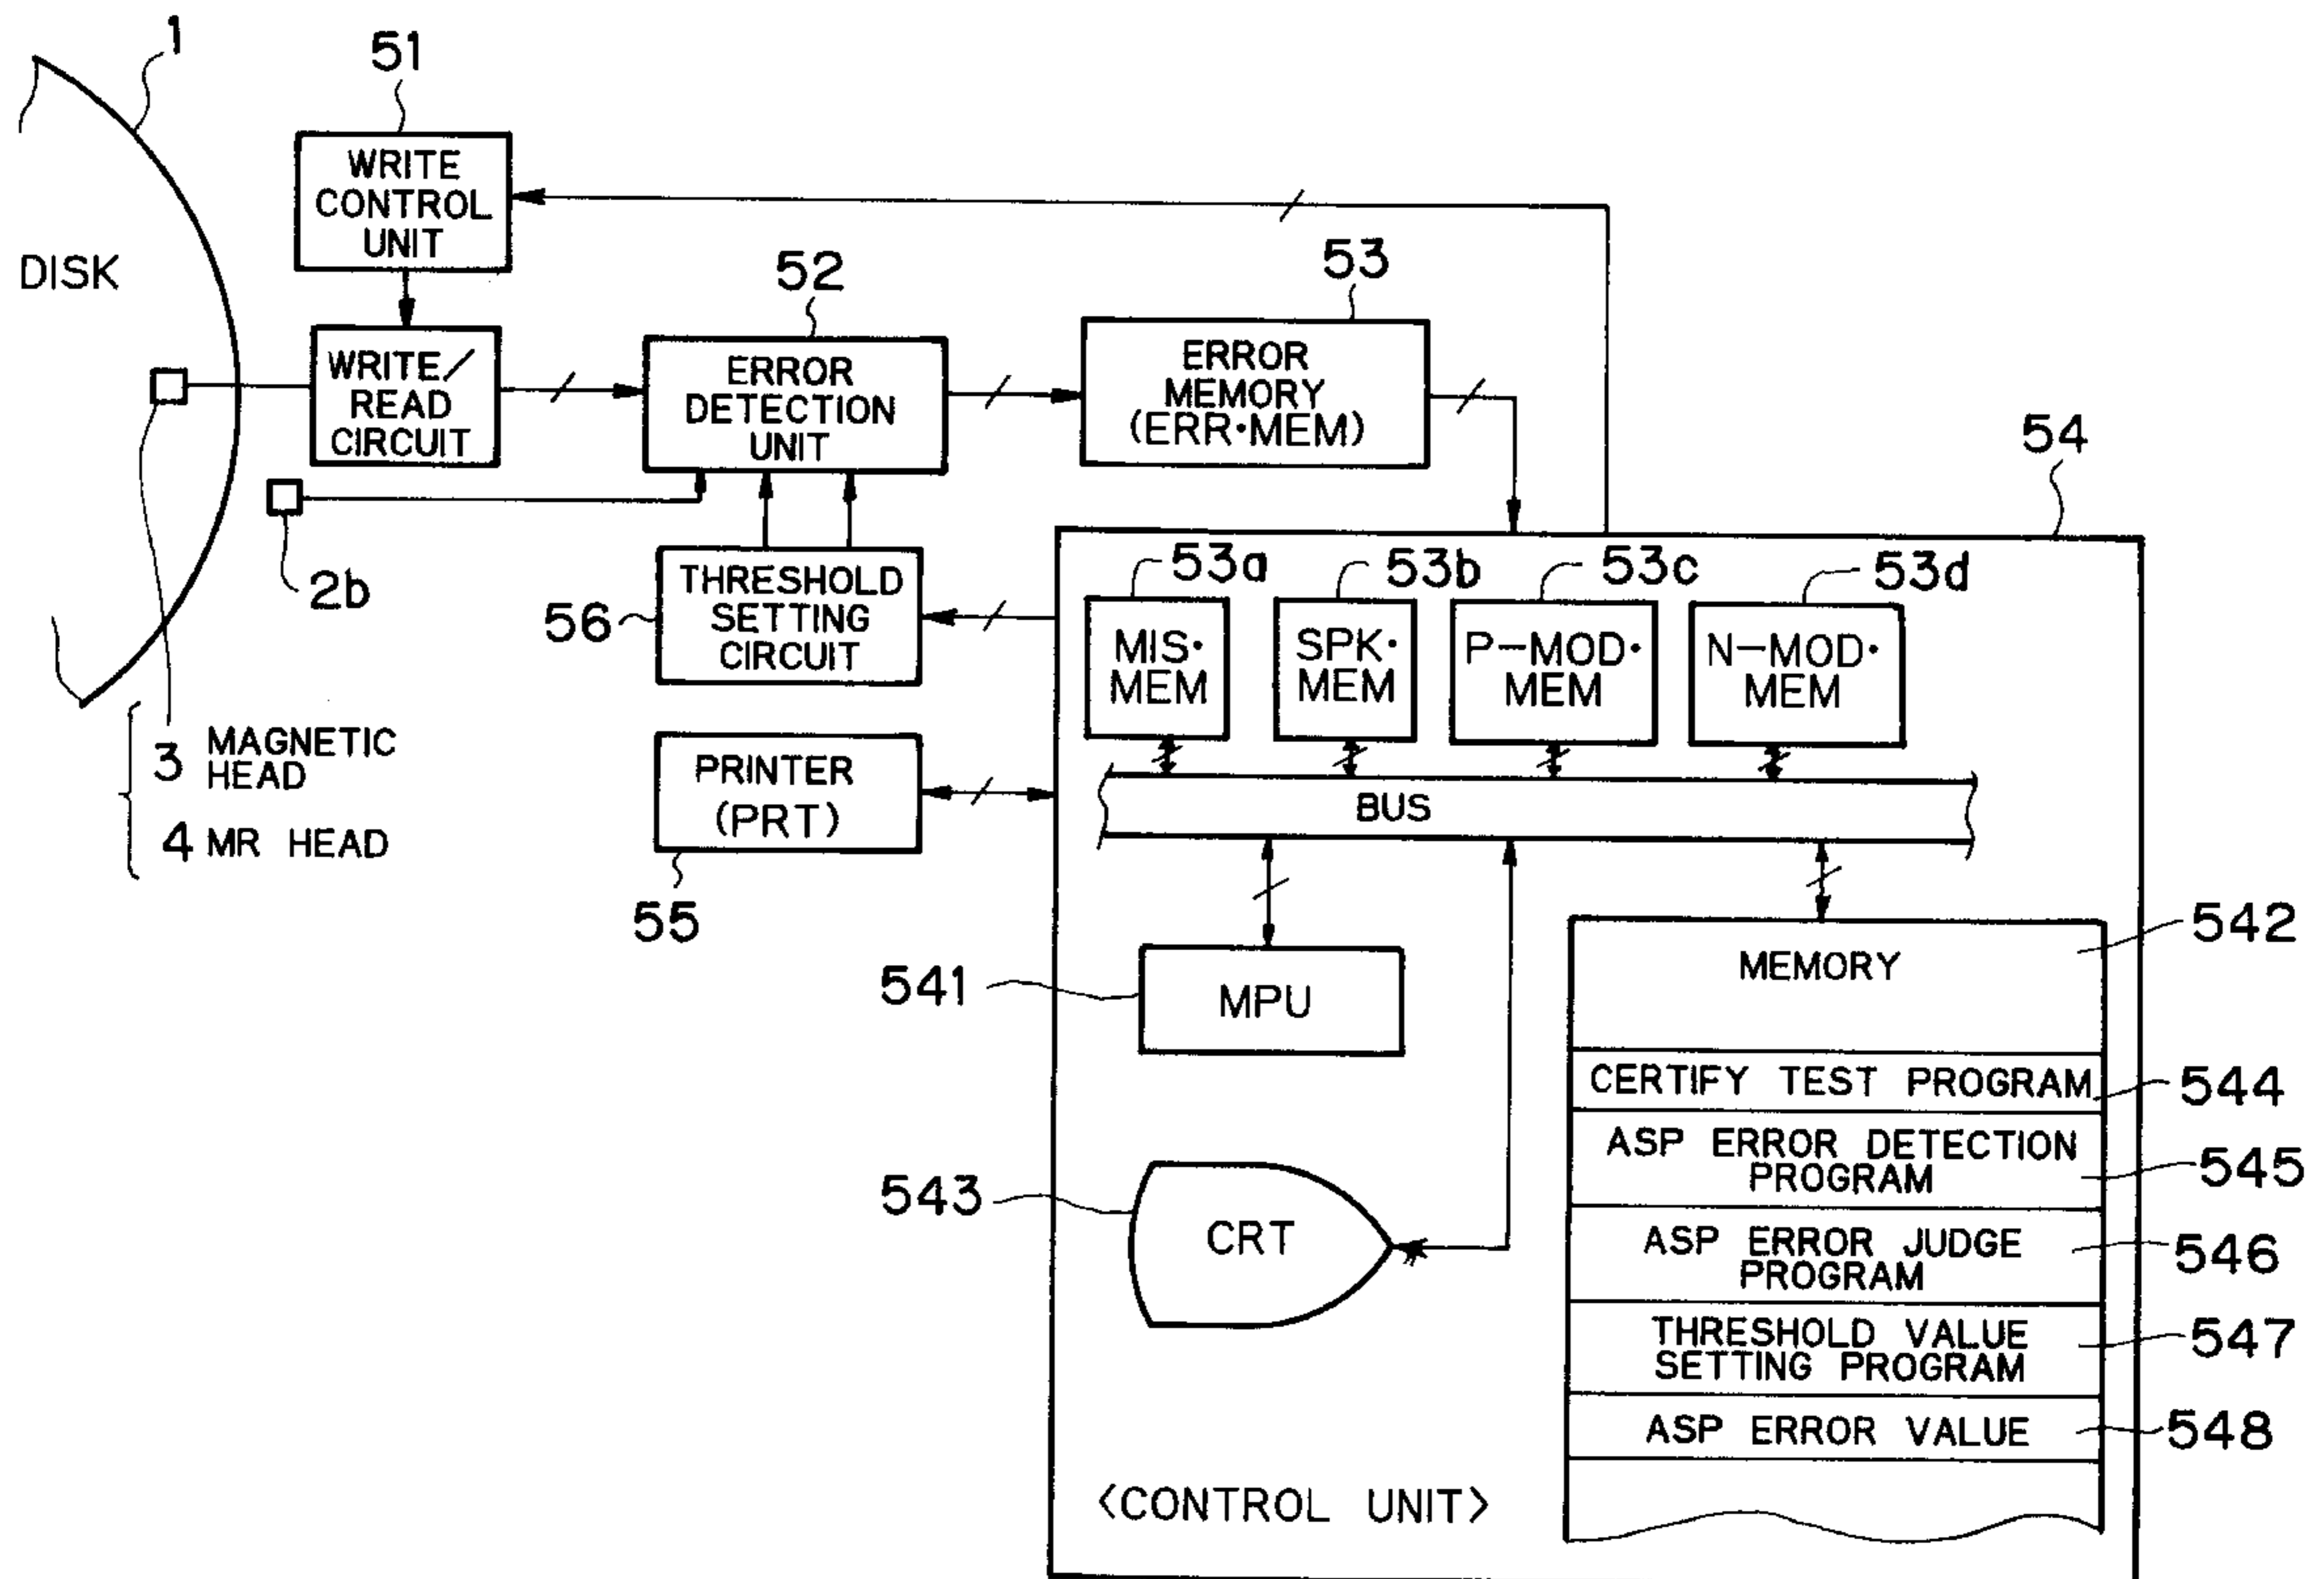 1
51
WRITE
CONTROL
UNIT
DISK
52
53
WRITE/
READ
CIRCUIT
ERROR
DETECTION
UNIT
ERROR
MEMORY
(ERR·MEM)
54
2b
56
THRESHOLD
SETTING
CIRCUIT
53a
53b
53c
53d
MIS·
MEM
SPK·
MEM
P-MOD·
MEM
N-MOD·
MEM
3 MAGNETIC
HEAD
4 MR HEAD
PRINTER
(PRT)
55
BUS
541
MPU
542
MEMORY
CERTIFY TEST PROGRAM
544
ASP ERROR DETECTION
PROGRAM
545
543
CRT
ASP ERROR JUDGE
PROGRAM
546
THRESHOLD VALUE
SETTING PROGRAM
547
ASP ERROR VALUE
548
<CONTROL UNIT>